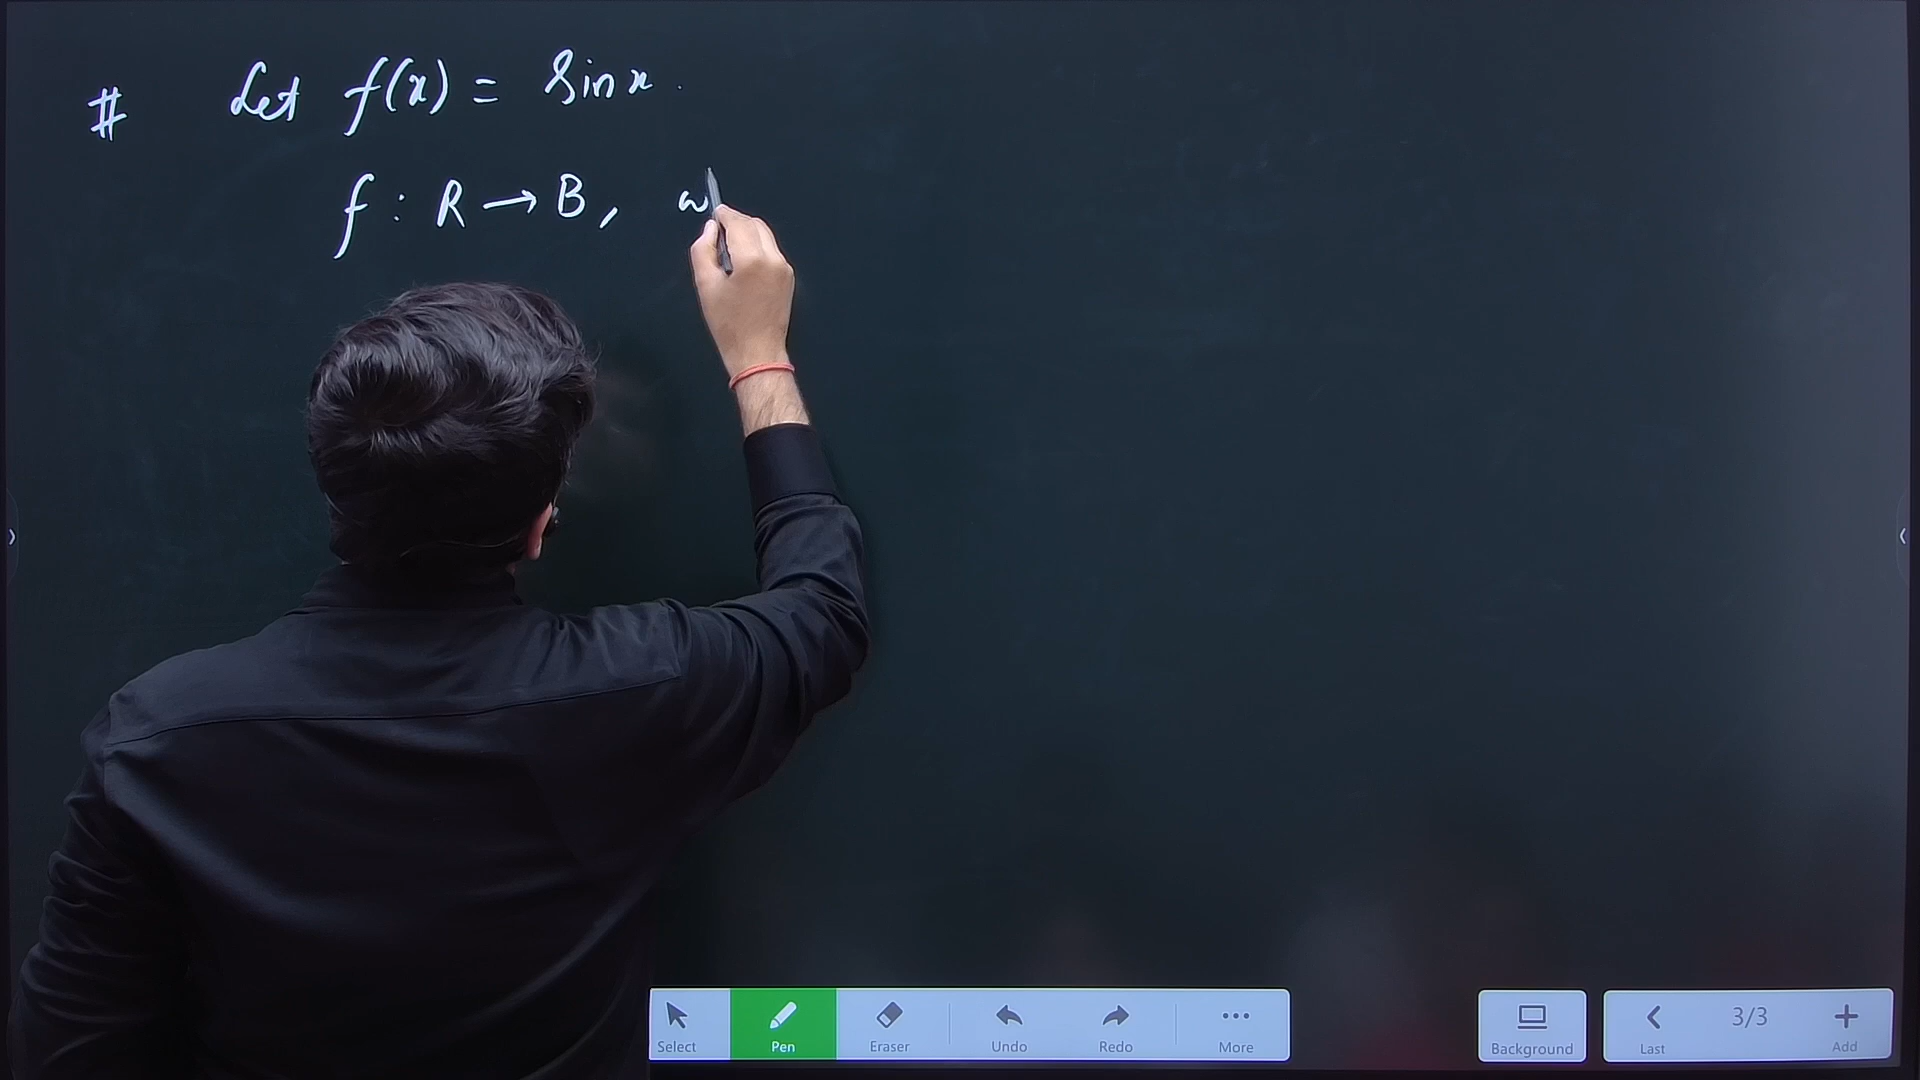 # Let f(x) = Sin x.
f : R → B, w
Select Pen Eraser Undo Redo More Background Last 3/3 Add